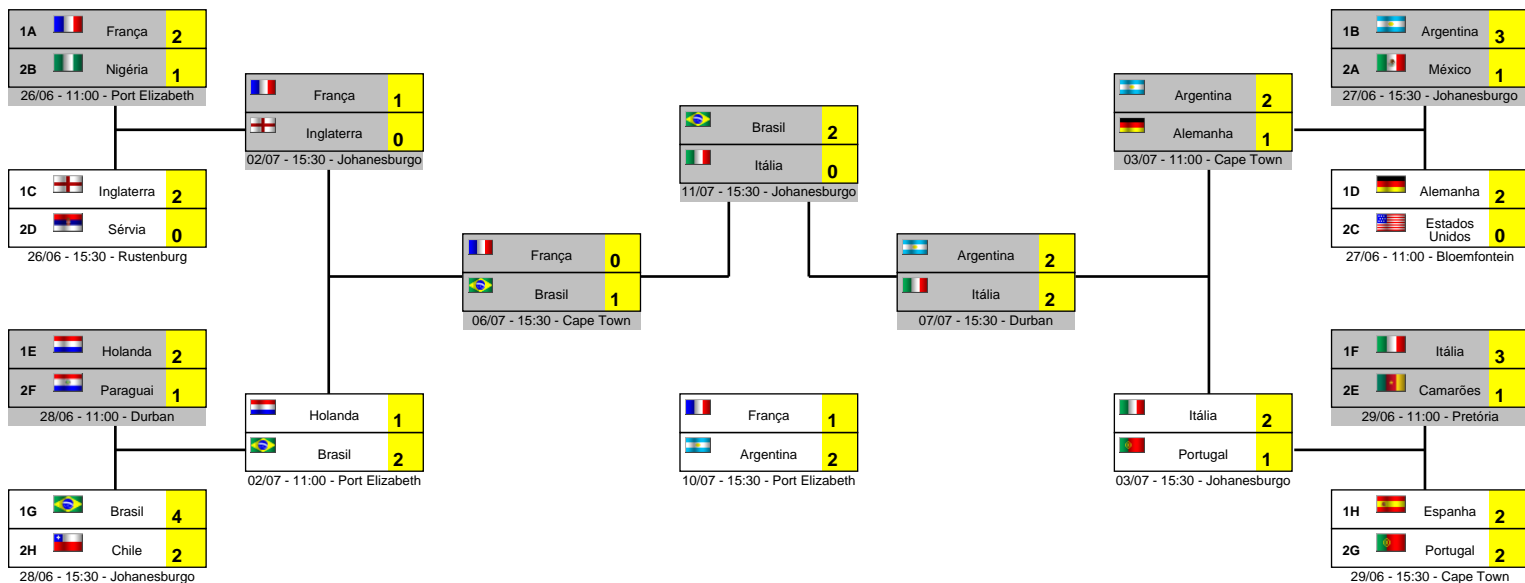 1A França 2
2B Nigéria 1
26/06 - 11:00 - Port Elizabeth
1C Inglaterra 2
2D Sérvia 0
26/06 - 15:30 - Rustenburg
1E Holanda 2
2F Paraguai 1
28/06 - 11:00 - Durban
1G Brasil 4
2H Chile 2
28/06 - 15:30 - Johanesburgo
França 1
Inglaterra 0
02/07 - 15:30 - Johanesburgo
Holanda 1
Brasil 2
02/07 - 11:00 - Port Elizabeth
França 0
Brasil 1
06/07 - 15:30 - Cape Town
Brasil 2
Itália 0
11/07 - 15:30 - Johanesburgo
França 1
Argentina 2
10/07 - 15:30 - Port Elizabeth
Argentina 2
Itália 2
07/07 - 15:30 - Durban
Argentina 2
Alemanha 1
03/07 - 11:00 - Cape Town
Itália 2
Portugal 1
03/07 - 15:30 - Johanesburgo
1B Argentina 3
2A México 1
27/06 - 15:30 - Johanesburgo
1D Alemanha 2
2C Estados
Unidos 0
27/06 - 11:00 - Bloemfontein
1F Itália 3
2E Camarões 1
29/06 - 11:00 - Pretória
1H Espanha 2
2G Portugal 2
29/06 - 15:30 - Cape Town